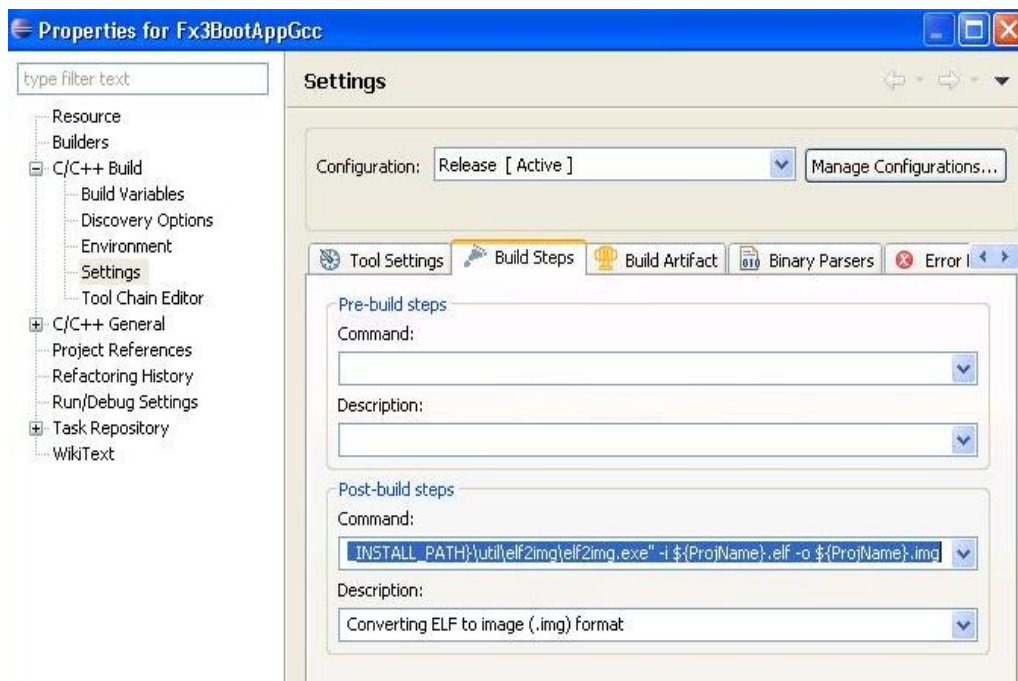 Properties for Fx3BootAppGcc
type filter text
Resource
Builders
C/C++ Build
Build Variables
Discovery Options
Environment
Settings
Tool Chain Editor
C/C++ General
Project References
Refactoring History
Run/Debug Settings
Task Repository
WikiText
Settings
Configuration: Release [ Active ] Manage Configurations...
Tool Settings Build Steps Build Artifact 010 Binary Parsers Error
Pre-build steps
Command:
Description:
Post-build steps
Command:
_INSTALL_PATH}\util\elf2img\elf2img.exe" -i ${ProjName}.elf -o ${ProjName}.img
Description:
Converting ELF to image (.img) format